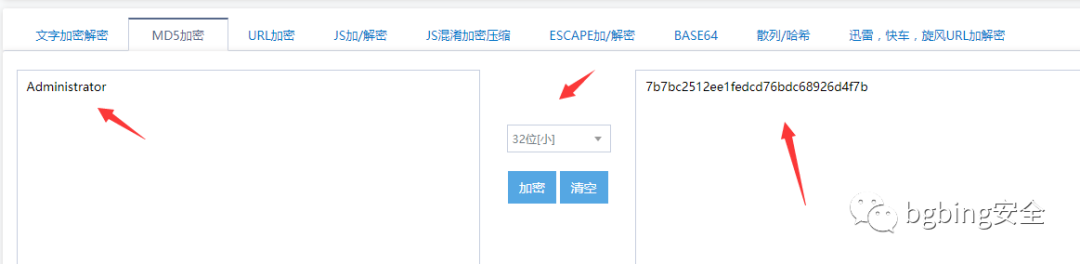 文字加密解密 MD5加密 URL加密 JS加/解密 JS混淆加密压缩 ESCAPE加/解密 BASE64 散列/哈希 迅雷，快车，旋风URL加解密
Administrator
7b7bc2512ee1fedcd76bdc68926d4f7b
32位[小]
加密 清空
bgbing安全